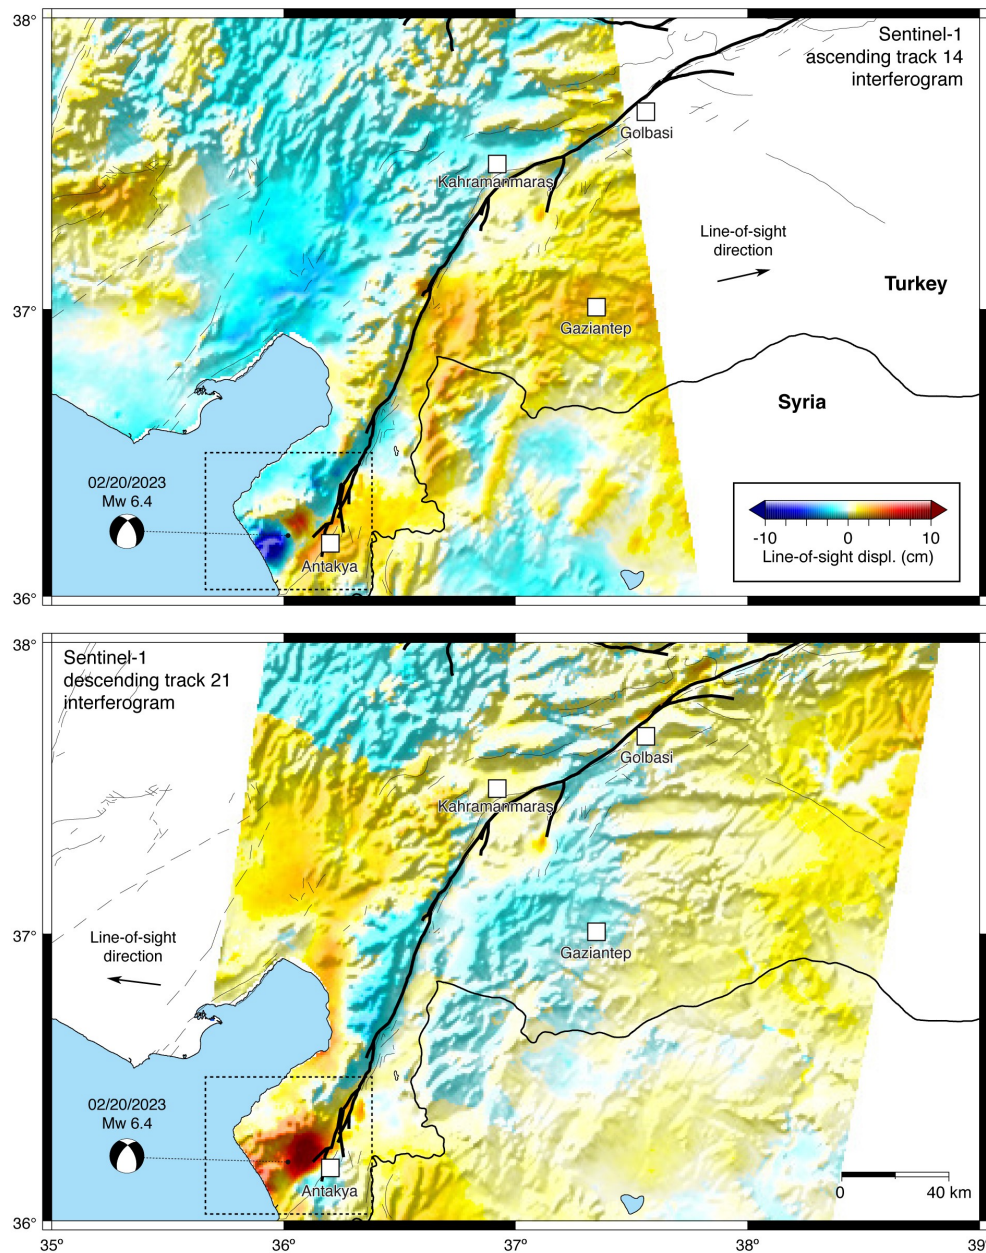 38°
Sentinel-1
ascending track 14
interferogram
Golbasi
Kahramanmaraş
Line-of-sight
direction
Turkey
37°
Gaziantep
Syria
02/20/2023
Mw 6.4
Antakya
-10 0 10
Line-of-sight displ. (cm)
36°
38°
Sentinel-1
descending track 21
interferogram
Golbasi
Kahramanmaraş
37°
Line-of-sight
direction
Gaziantep
02/20/2023
Mw 6.4
Antakya
0 40 km
36°
35° 36° 37° 38° 39°